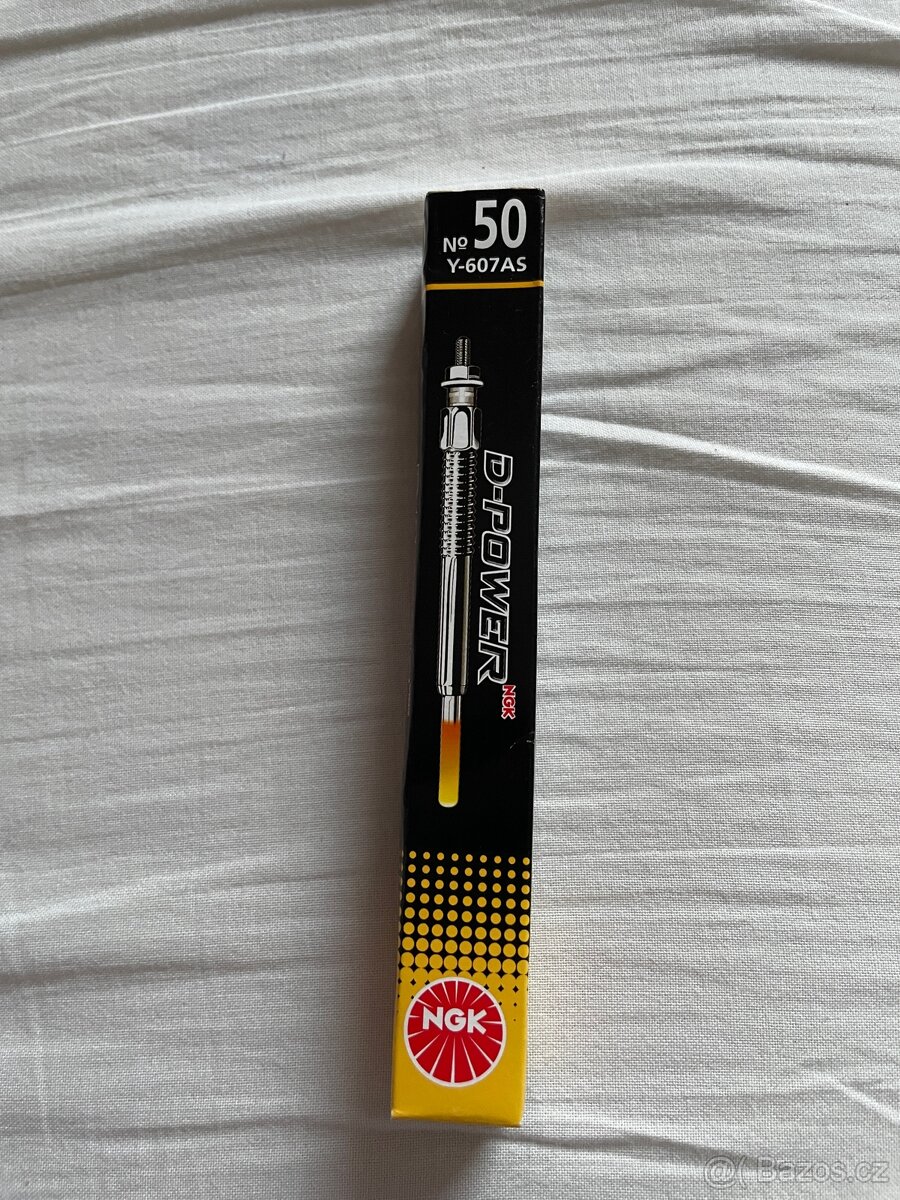 Nº 50
Y-607AS
D-POWER
NGK
NGK
Bazos.cz